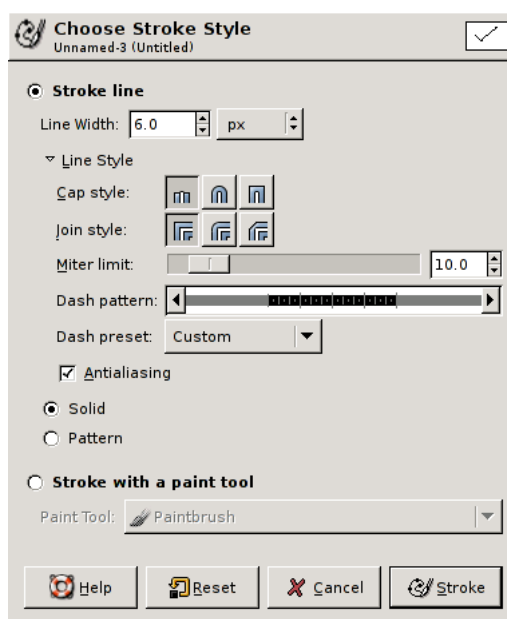 Choose Stroke Style
Unnamed-3 (Untitled)
Stroke line
Line Width: 6.0 px
Line Style
Cap style:
Join style:
Miter limit: 10.0
Dash pattern:
Dash preset: Custom
Antialiasing
Solid
Pattern
Stroke with a paint tool
Paint Tool: Paintbrush
Help Reset Cancel Stroke